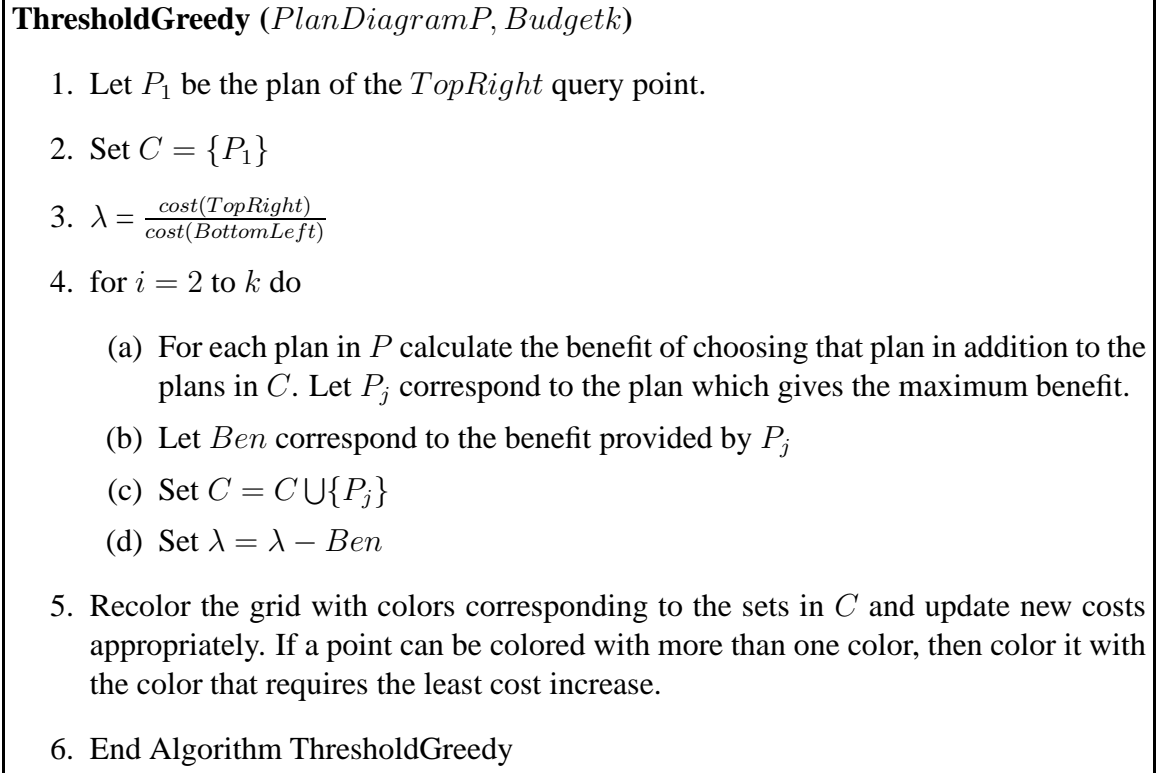 ThresholdGreedy (PlanDiagramP, Budgetk)
1. Let P₁ be the plan of the TopRight query point.
2. Set C = {P₁}
3. λ = cost(TopRight) / cost(BottomLeft)
4. for i = 2 to k do
(a) For each plan in P calculate the benefit of choosing that plan in addition to the
plans in C. Let Pⱼ correspond to the plan which gives the maximum benefit.
(b) Let Ben correspond to the benefit provided by Pⱼ
(c) Set C = C ⋃{Pⱼ}
(d) Set λ = λ − Ben
5. Recolor the grid with colors corresponding to the sets in C and update new costs
appropriately. If a point can be colored with more than one color, then color it with
the color that requires the least cost increase.
6. End Algorithm ThresholdGreedy